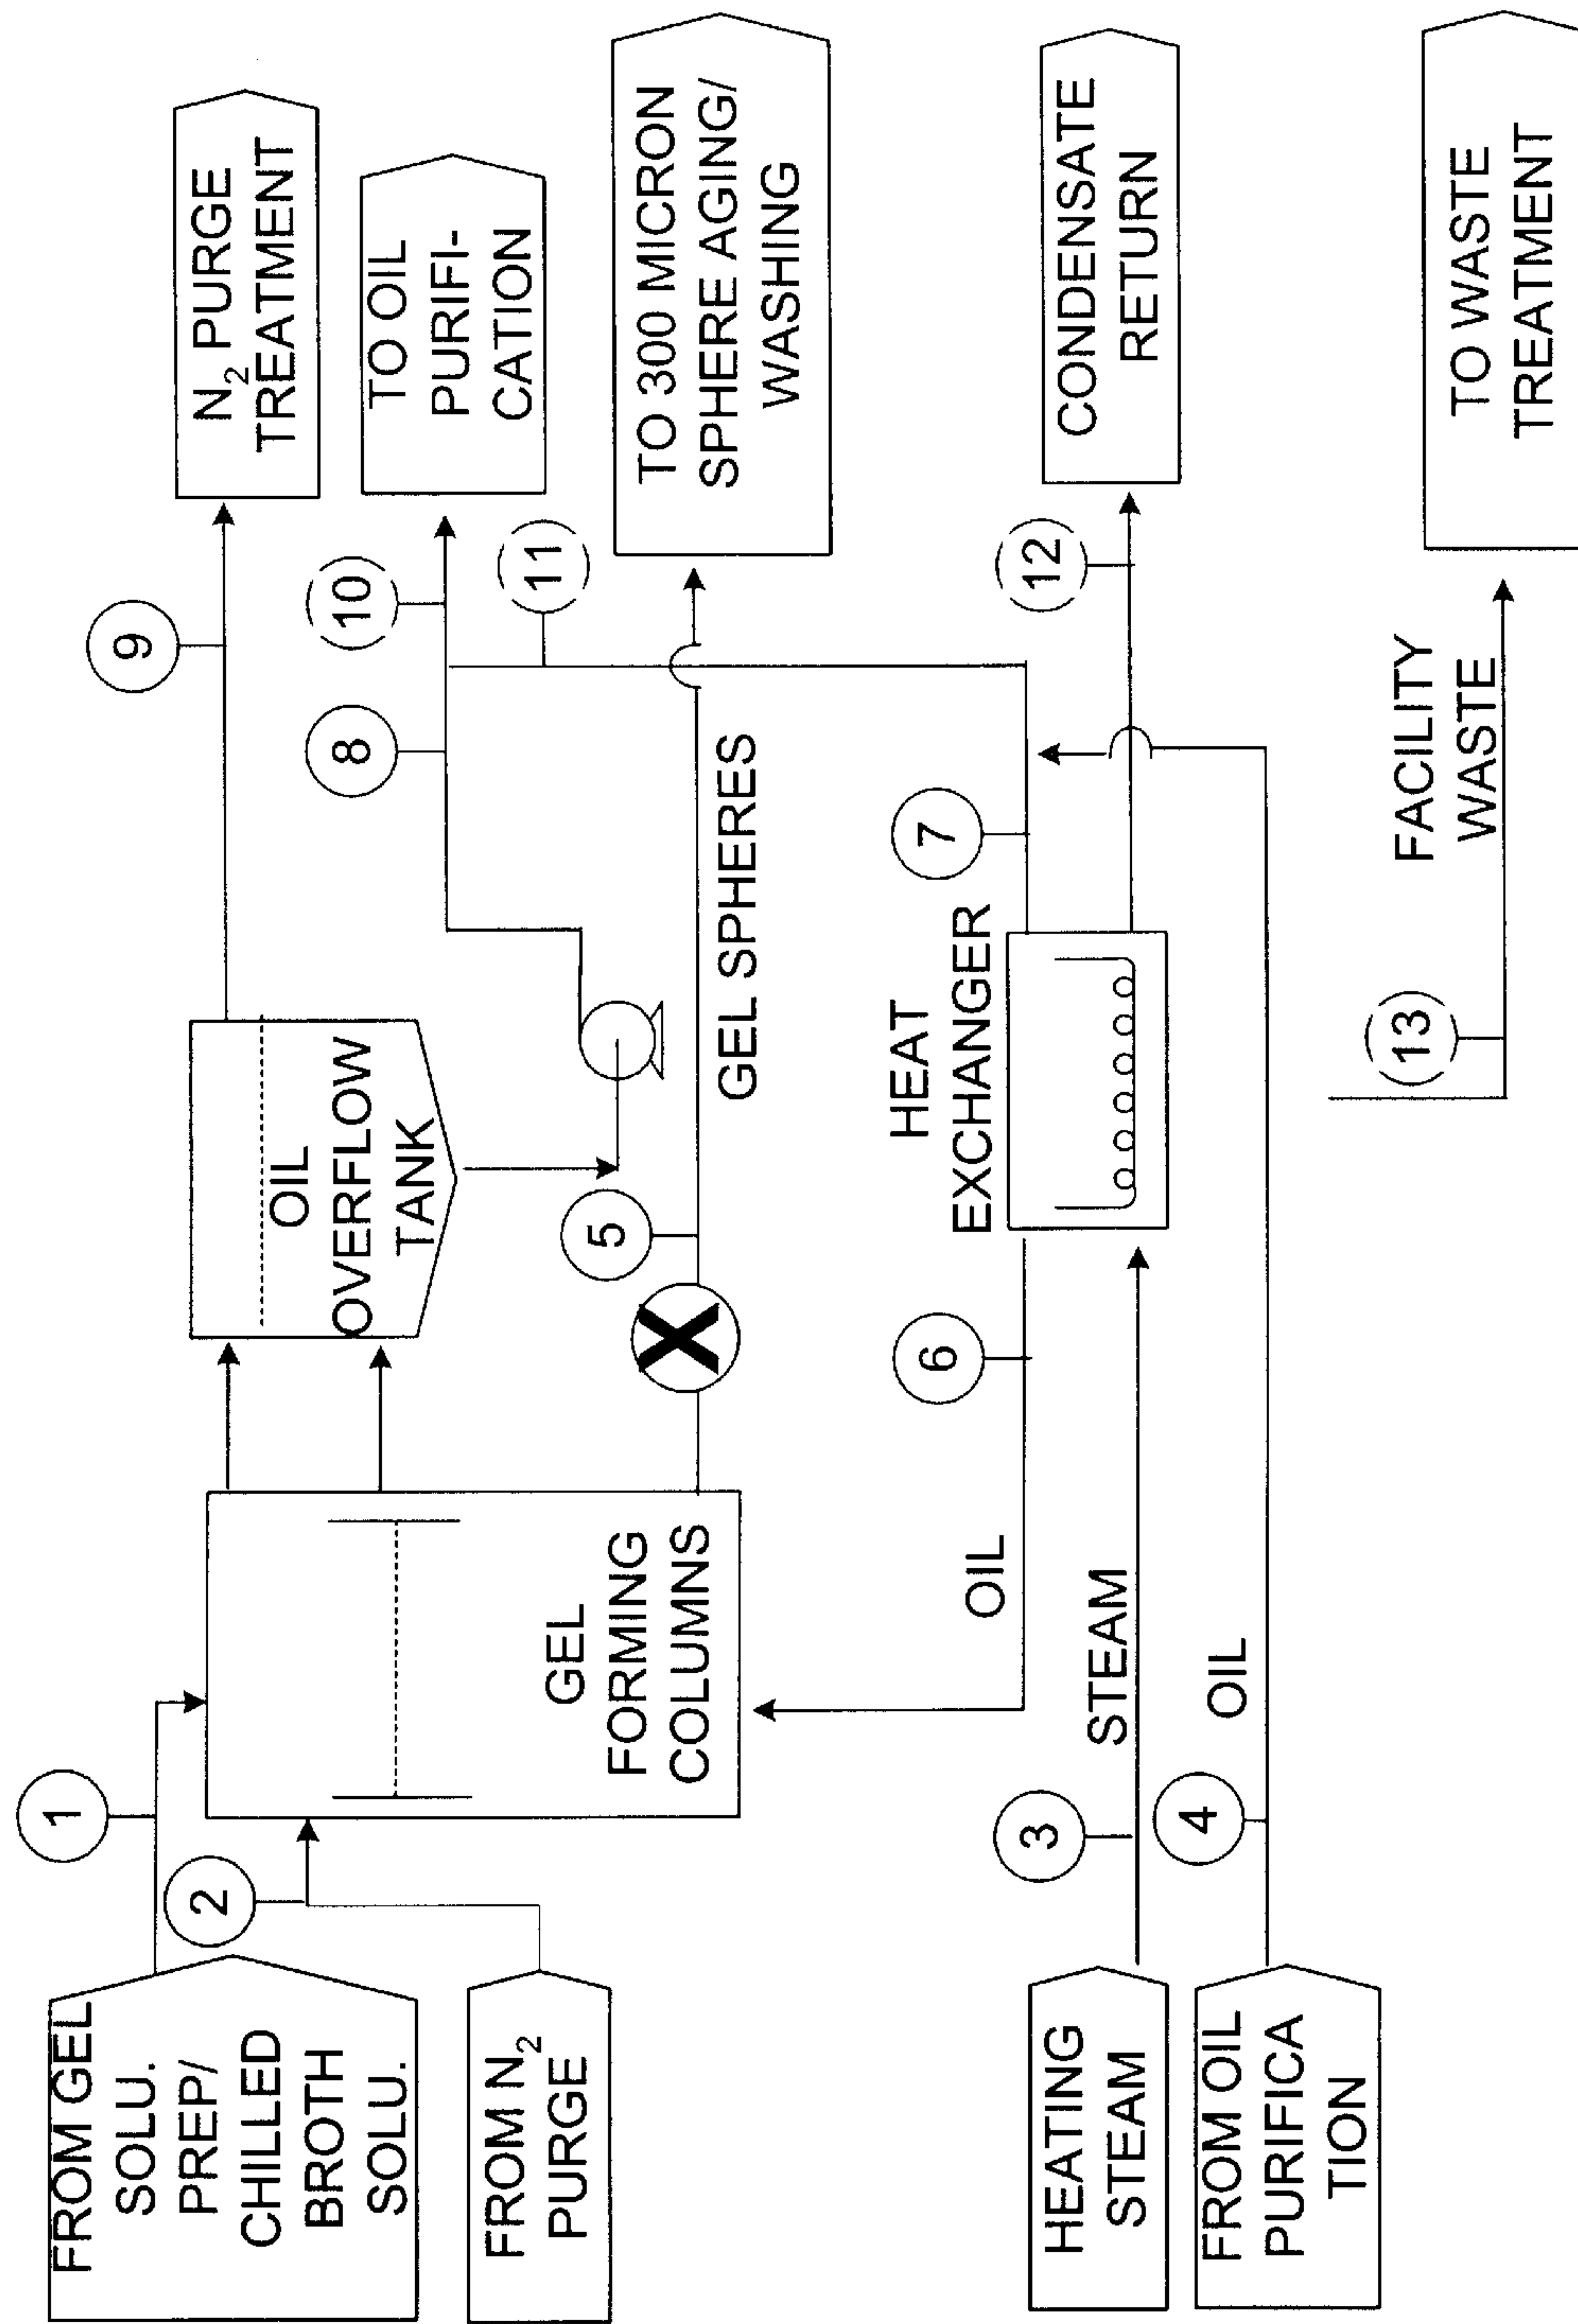 FROM GEL
SOLU.
PREP/
CHILLED
BROTH
SOLU.
FROM N₂
PURGE
HEATING
STEAM
FROM OIL
PURIFICA
TION
1
2
3
4
GEL
FORMING
COLUMNS
OIL
STEAM
OIL
6
X
5
OIL
OVERFLOW
TANK
HEAT
EXCHANGER
GEL SPHERES
7
8
9
10
11
12
13
FACILITY
WASTE
N₂ PURGE
TREATMENT
TO OIL
PURIFI-
CATION
TO 300 MICRON
SPHERE AGING/
WASHING
CONDENSATE
RETURN
TO WASTE
TREATMENT